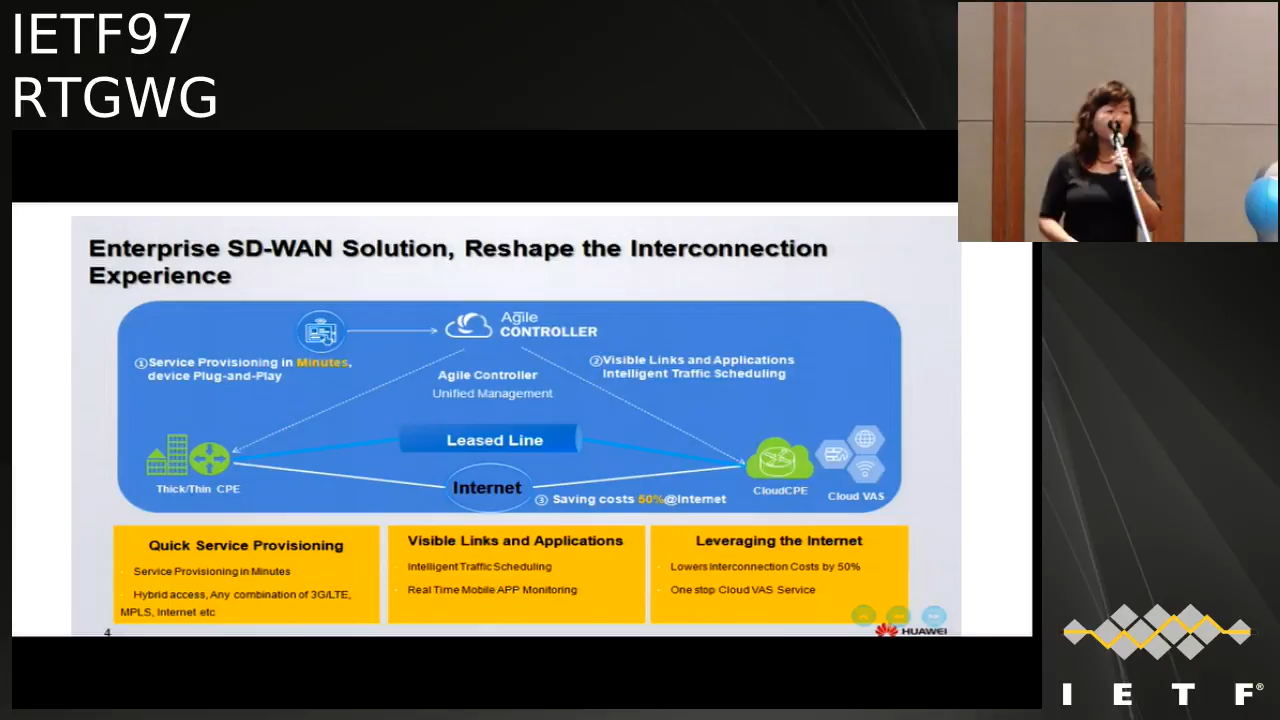 IETF97
RTGWG
Enterprise SD-WAN Solution, Reshape the Interconnection
Experience
Agile
CONTROLLER
①Service Provisioning in Minutes,
device Plug-and-Play
②Visible Links and Applications
Intelligent Traffic Scheduling
Agile Controller
Unified Management
Leased Line
Internet
③ Saving costs 50%@Internet
Thick/Thin CPE
CloudCPE
Cloud VAS
Quick Service Provisioning
Service Provisioning in Minutes
Hybrid access, Any combination of 3G/LTE,
MPLS, Internet etc
Visible Links and Applications
Intelligent Traffic Scheduling
Real Time Mobile APP Monitoring
Leveraging the Internet
Lowers Interconnection Costs by 50%
One stop Cloud VAS Service
4
HUAWEI
IETF®